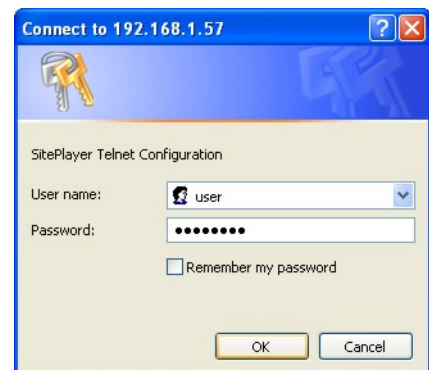 Connect to 192.168.1.57
SitePlayer Telnet Configuration
User name:
user
Password:
••••••••
Remember my password
OK
Cancel